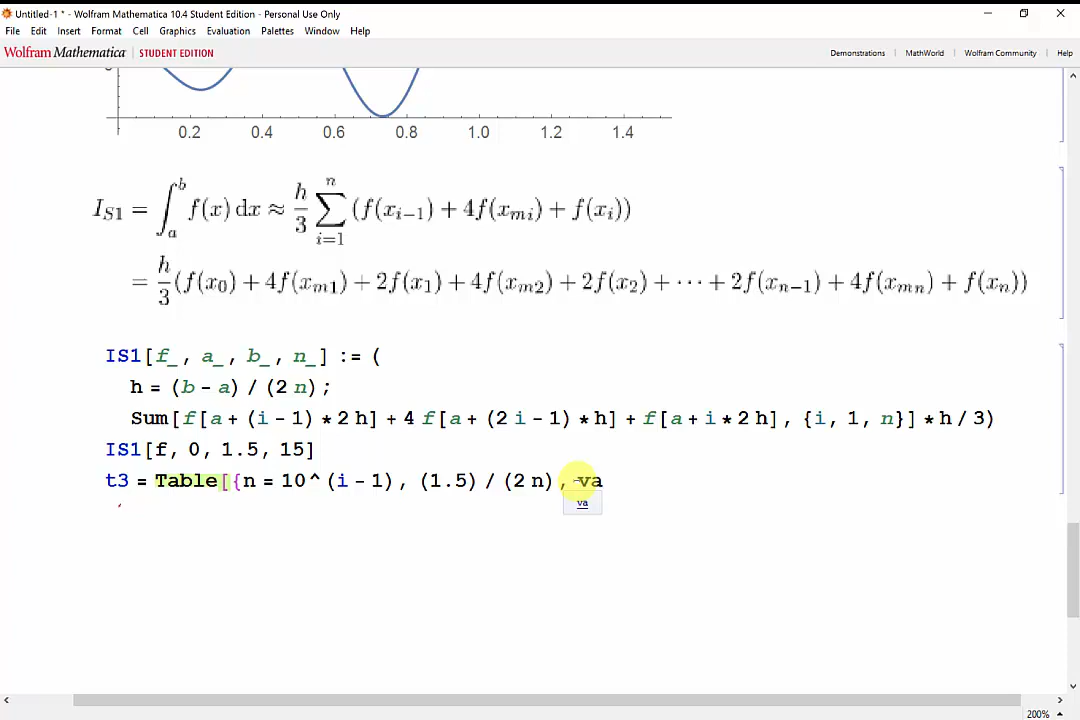 Untitled-1 * - Wolfram Mathematica 10.4 Student Edition - Personal Use Only
File Edit Insert Format Cell Graphics Evaluation Palettes Window Help
Wolfram Mathematica | STUDENT EDITION Demonstrations | MathWorld | Wolfram Community | Help
0.2 0.4 0.6 0.8 1.0 1.2 1.4
I_{S1} = ∫_a^b f(x) dx ≈ h/3 ∑_{i=1}^n (f(x_{i−1}) + 4f(x_{mi}) + f(x_i))
= h/3 (f(x_0) + 4f(x_{m1}) + 2f(x_1) + 4f(x_{m2}) + 2f(x_2) + ⋯ + 2f(x_{n−1}) + 4f(x_{mn}) + f(x_n))
IS1[f_, a_, b_, n_] := (
h = (b - a) / (2 n);
Sum[f[a + (i - 1) * 2 h] + 4 f[a + (2 i - 1) * h] + f[a + i * 2 h], {i, 1, n}] * h / 3)
IS1[f, 0, 1.5, 15]
t3 = Table[{n = 10^(i - 1), (1.5) / (2 n), va
va
200%